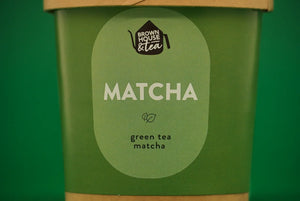 BROWN
HOUSE
&tea
MATCHA
green tea
matcha